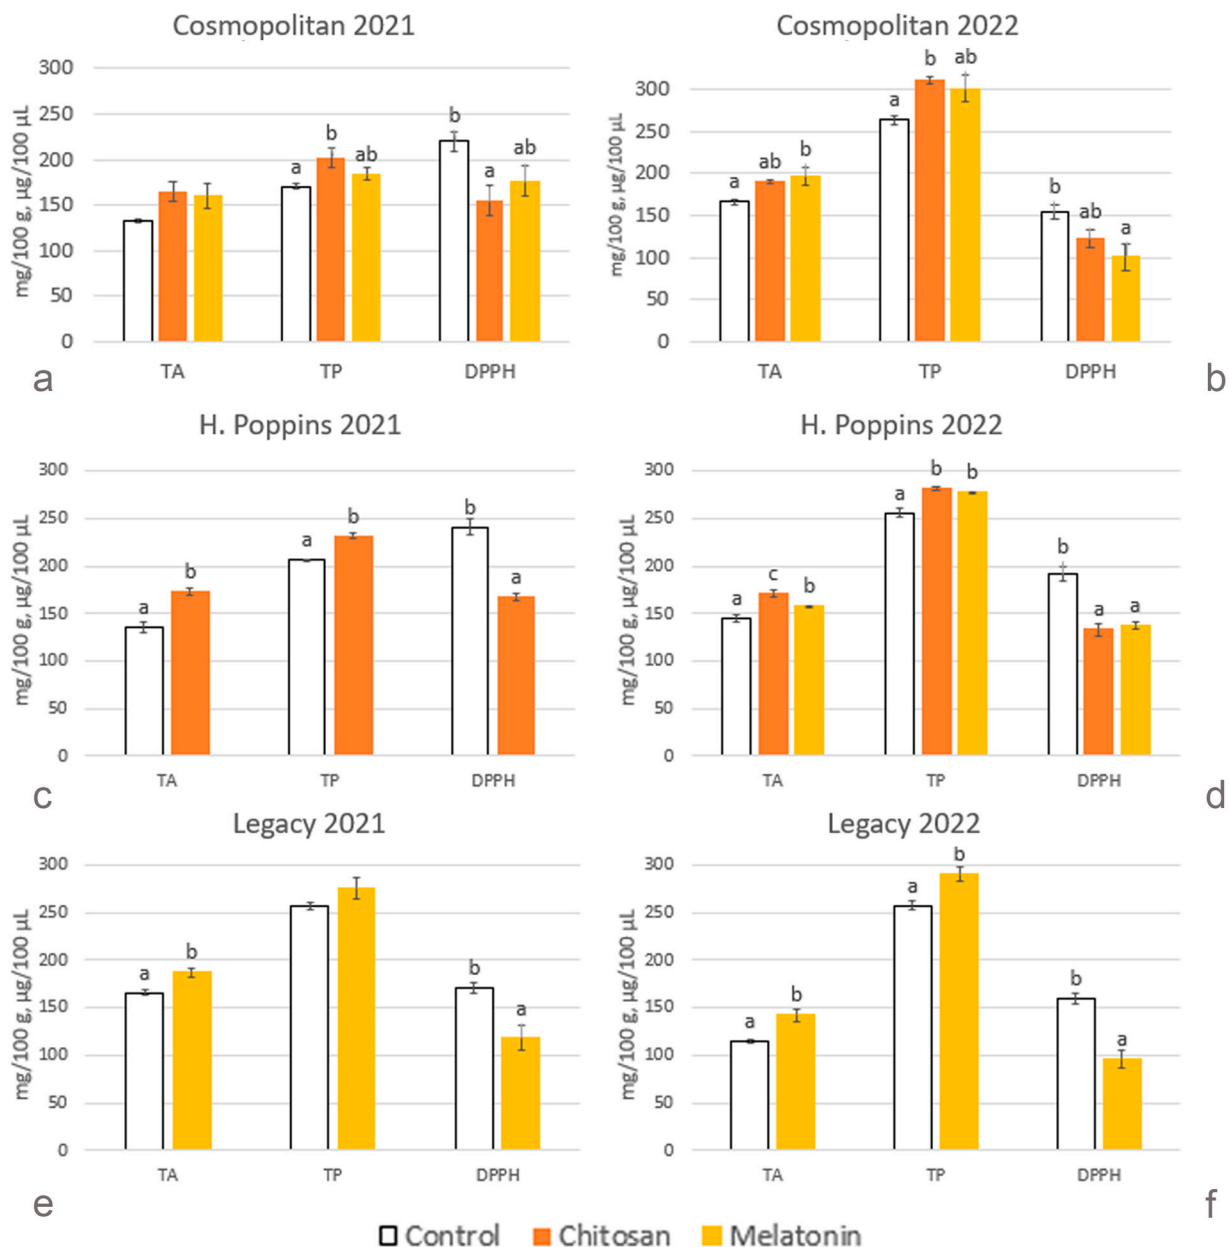 Cosmopolitan 2021
mg/100 g, µg/100 µL
300
250
200
150
100
50
0
a b ab b a ab
TA TP DPPH
a
Cosmopolitan 2022
mg/100 g, µg/100 µL
300
250
200
150
100
50
0
a ab b a b ab b ab a
TA TP DPPH
b
H. Poppins 2021
mg/100 g, µg/100 µL
300
250
200
150
100
50
0
a b a b b a
TA TP DPPH
c
H. Poppins 2022
mg/100 g, µg/100 µL
300
250
200
150
100
50
0
a c b a b b b a a
TA TP DPPH
d
Legacy 2021
mg/100 g, µg/100 µL
300
250
200
150
100
50
0
a b b a
TA TP DPPH
e
Legacy 2022
mg/100 g, µg/100 µL
300
250
200
150
100
50
0
a b a b b a
TA TP DPPH
f
Control Chitosan Melatonin